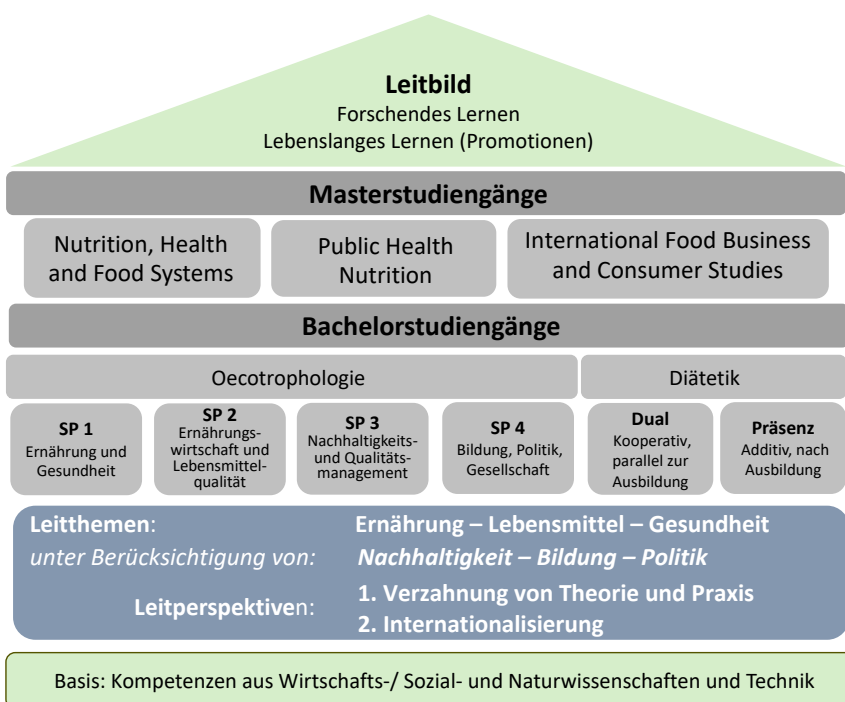 Leitbild
Forschendes Lernen
Lebenslanges Lernen (Promotionen)
Masterstudiengänge
Nutrition, Health
and Food Systems
Public Health
Nutrition
International Food Business
and Consumer Studies
Bachelorstudiengänge
Oecotrophologie
Diätetik
SP 1
Ernährung und
Gesundheit
SP 2
Ernährungs-
wirtschaft und
Lebensmittel-
qualität
SP 3
Nachhaltigkeits-
und Qualitäts-
management
SP 4
Bildung, Politik,
Gesellschaft
Dual
Kooperativ,
parallel zur
Ausbildung
Präsenz
Additiv, nach
Ausbildung
Leitthemen: Ernährung – Lebensmittel – Gesundheit
unter Berücksichtigung von: Nachhaltigkeit – Bildung – Politik
Leitperspektiven: 1. Verzahnung von Theorie und Praxis
2. Internationalisierung
Basis: Kompetenzen aus Wirtschafts-/ Sozial- und Naturwissenschaften und Technik